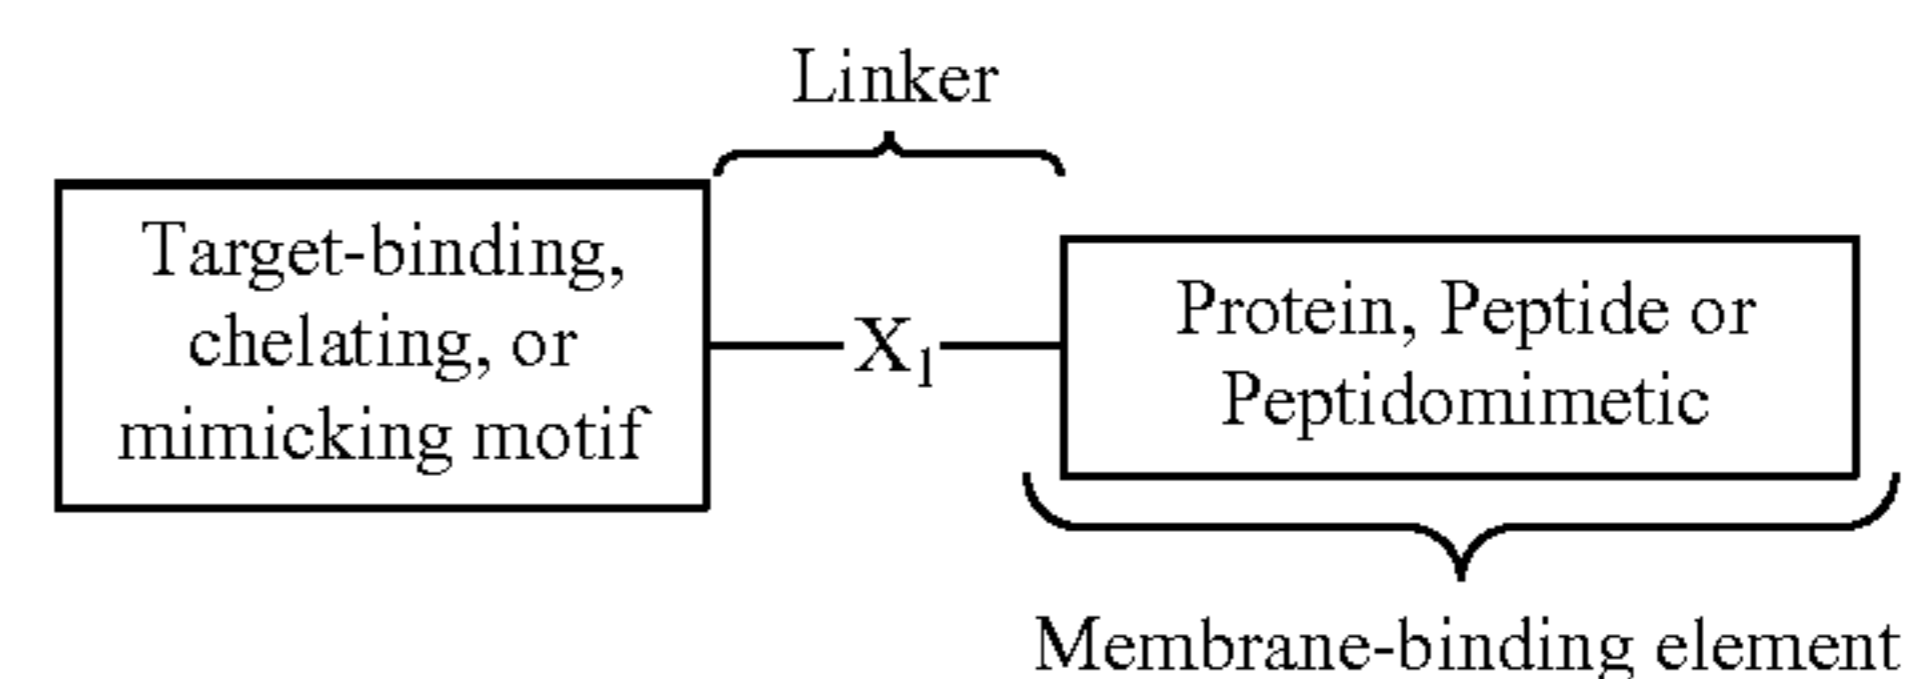 Linker
Target-binding,
chelating, or
mimicking motif
X₁
Protein, Peptide or
Peptidomimetic
Membrane-binding element